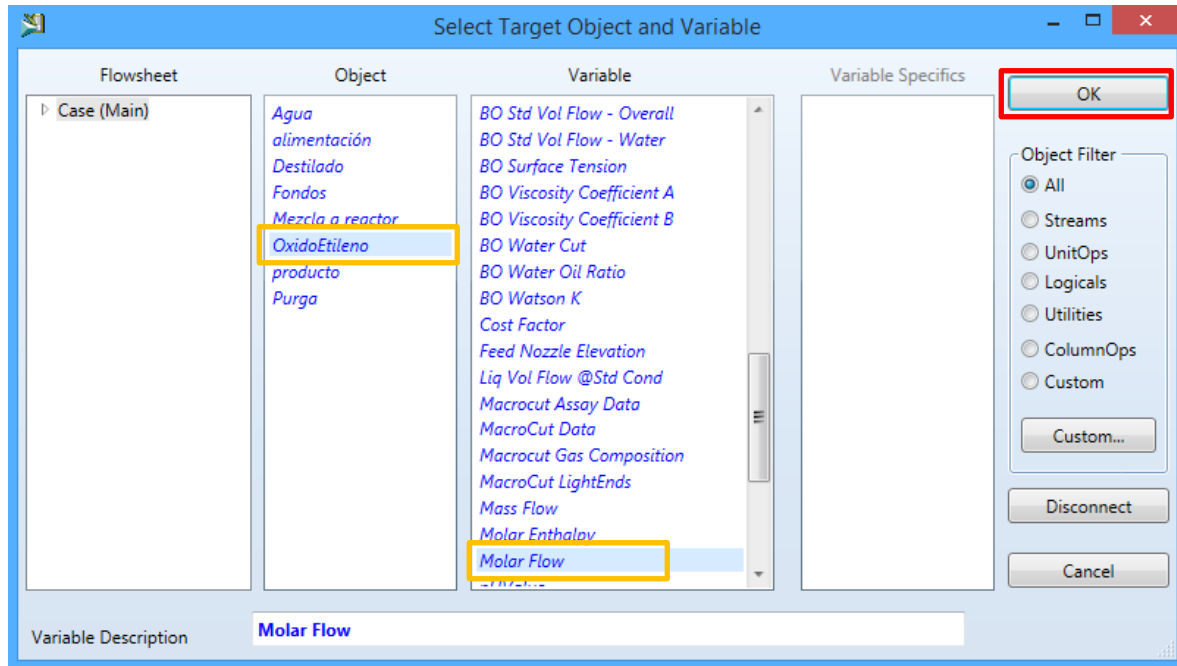 Select Target Object and Variable
Flowsheet
Object
Variable
Variable Specifics
Case (Main)
Agua
alimentación
Destilado
Fondos
Mezcla a reactor
OxidoEtileno
producto
Purga
BO Std Vol Flow - Overall
BO Std Vol Flow - Water
BO Surface Tension
BO Viscosity Coefficient A
BO Viscosity Coefficient B
BO Water Cut
BO Water Oil Ratio
BO Watson K
Cost Factor
Feed Nozzle Elevation
Liq Vol Flow @Std Cond
Macrocut Assay Data
MacroCut Data
Macrocut Gas Composition
MacroCut LightEnds
Mass Flow
Molar Enthalpy
Molar Flow
OK
Object Filter
All
Streams
UnitOps
Logicals
Utilities
ColumnOps
Custom
Custom...
Disconnect
Cancel
Variable Description
Molar Flow